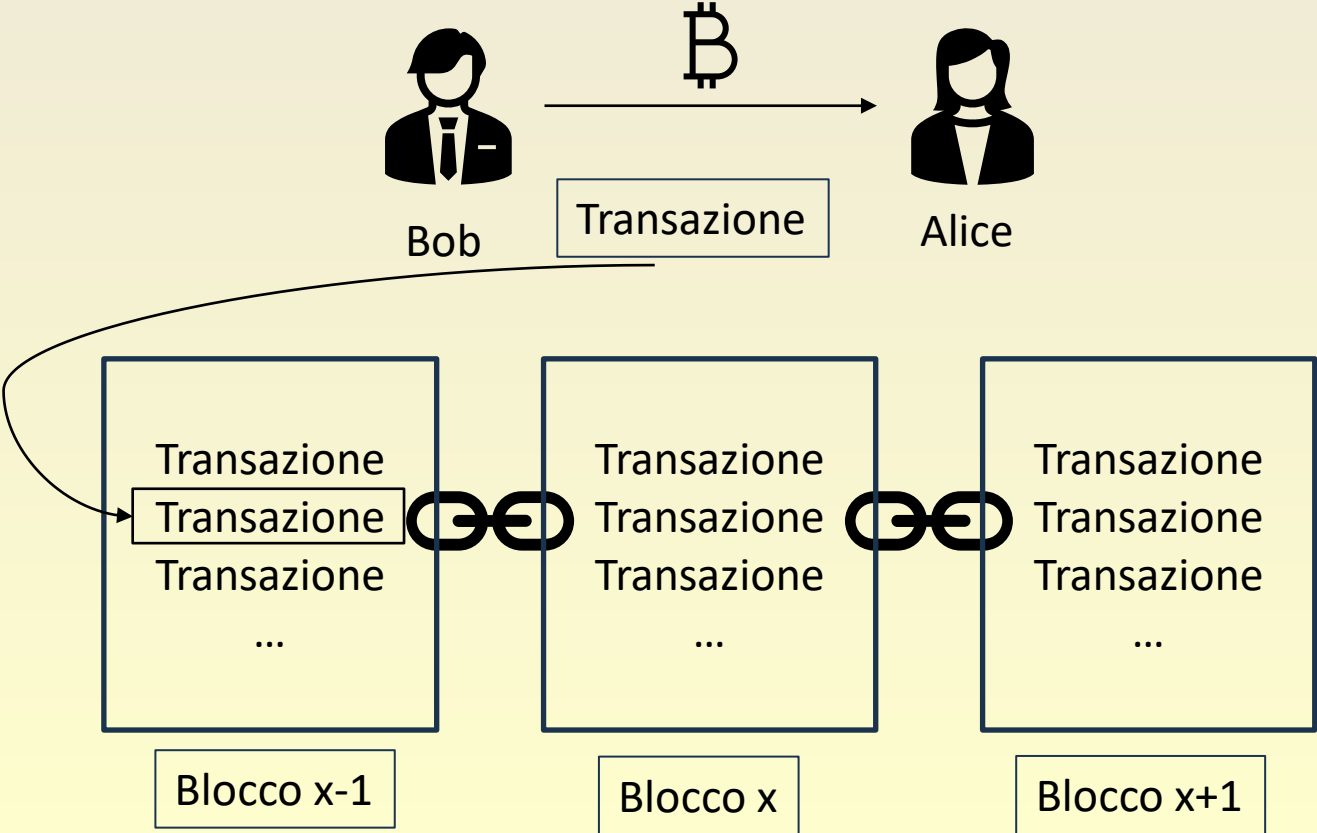 Bob
Transazione
Alice
Transazione
Transazione
Transazione
...
Blocco x-1
Transazione
Transazione
Transazione
...
Blocco x
Transazione
Transazione
Transazione
...
Blocco x+1